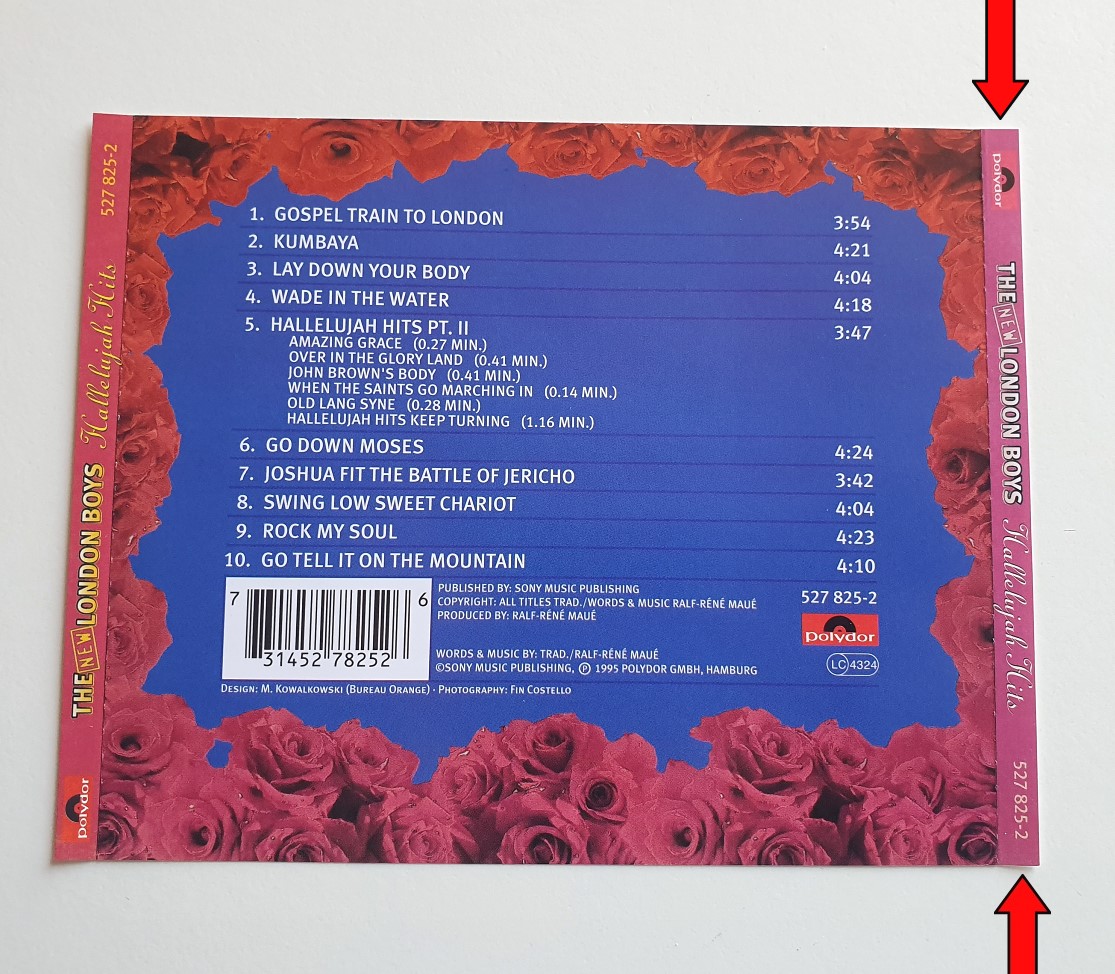 527 825-2
Hallelujah Hits
THE NEW LONDON BOYS
polydor
1. GOSPEL TRAIN TO LONDON 3:54
2. KUMBAYA 4:21
3. LAY DOWN YOUR BODY 4:04
4. WADE IN THE WATER 4:18
5. HALLELUJAH HITS PT. II 3:47
AMAZING GRACE (0.27 MIN.)
OVER IN THE GLORY LAND (0.41 MIN.)
JOHN BROWN'S BODY (0.41 MIN.)
WHEN THE SAINTS GO MARCHING IN (0.14 MIN.)
OLD LANG SYNE (0.28 MIN.)
HALLELUJAH HITS KEEP TURNING (1.16 MIN.)
6. GO DOWN MOSES 4:24
7. JOSHUA FIT THE BATTLE OF JERICHO 3:42
8. SWING LOW SWEET CHARIOT 4:04
9. ROCK MY SOUL 4:23
10. GO TELL IT ON THE MOUNTAIN 4:10
7 31452 78252 6
PUBLISHED BY: SONY MUSIC PUBLISHING
COPYRIGHT: ALL TITLES TRAD./WORDS & MUSIC RALF-RÉNÉ MAUÉ
PRODUCED BY: RALF-RÉNÉ MAUÉ
WORDS & MUSIC BY: TRAD./RALF-RÉNÉ MAUÉ
©SONY MUSIC PUBLISHING, ℗ 1995 POLYDOR GMBH, HAMBURG
527 825-2
polydor
LC 4324
DESIGN: M. KOWALKOWSKI (BUREAU ORANGE) · PHOTOGRAPHY: FIN COSTELLO
polydor
THE NEW LONDON BOYS
Hallelujah Hits
527 825-2